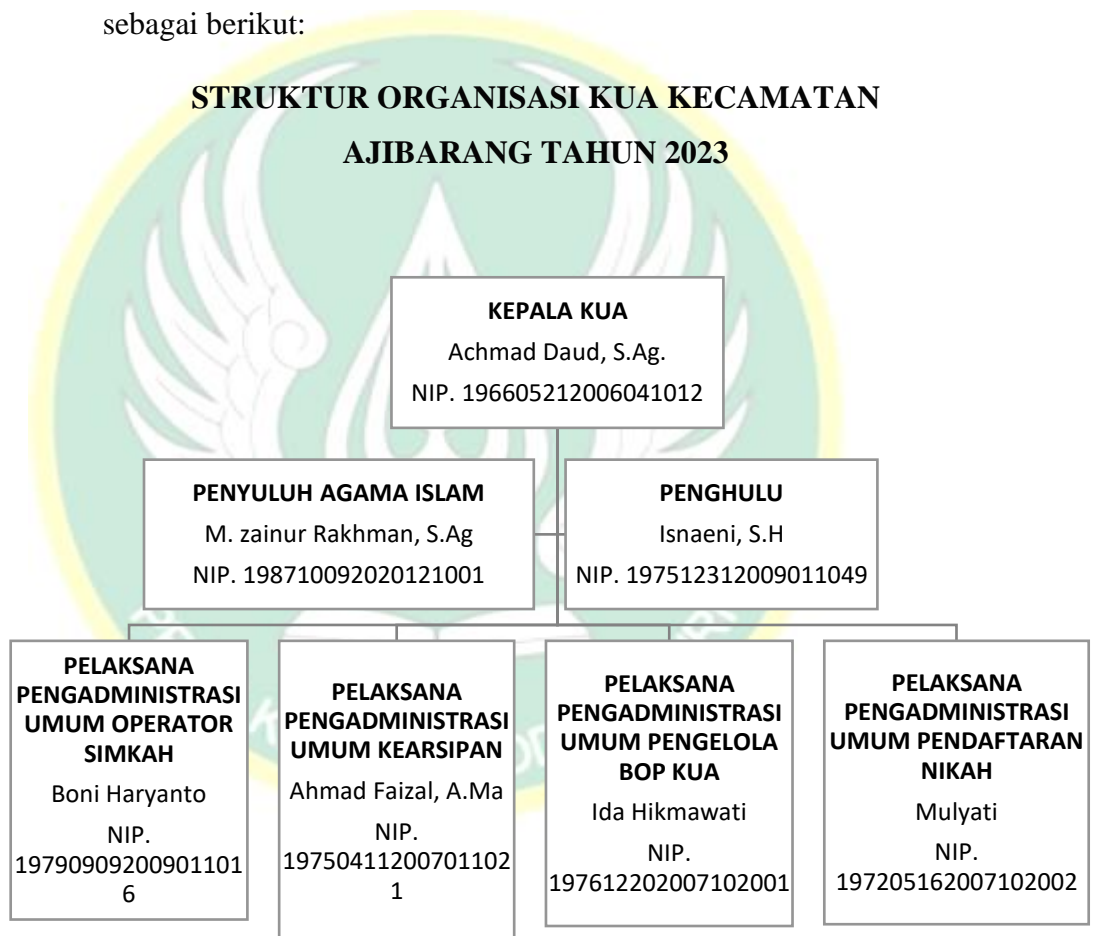 sebagai berikut:
STRUKTUR ORGANISASI KUA KECAMATAN
AJIBARANG TAHUN 2023
KEPALA KUA
Achmad Daud, S.Ag.
NIP. 196605212006041012
PENYULUH AGAMA ISLAM
M. zainur Rakhman, S.Ag
NIP. 198710092020121001
PENGHULU
Isnaeni, S.H
NIP. 197512312009011049
PELAKSANA
PENGADMINISTRASI
UMUM OPERATOR
SIMKAH
Boni Haryanto
NIP.
19790909200901101
6
PELAKSANA
PENGADMINISTRASI
UMUM KEARSIPAN
Ahmad Faizal, A.Ma
NIP.
19750411200701102
1
PELAKSANA
PENGADMINISTRASI
UMUM PENGELOLA
BOP KUA
Ida Hikmawati
NIP.
197612202007102001
PELAKSANA
PENGADMINISTRASI
UMUM PENDAFTARAN
NIKAH
Mulyati
NIP.
197205162007102002